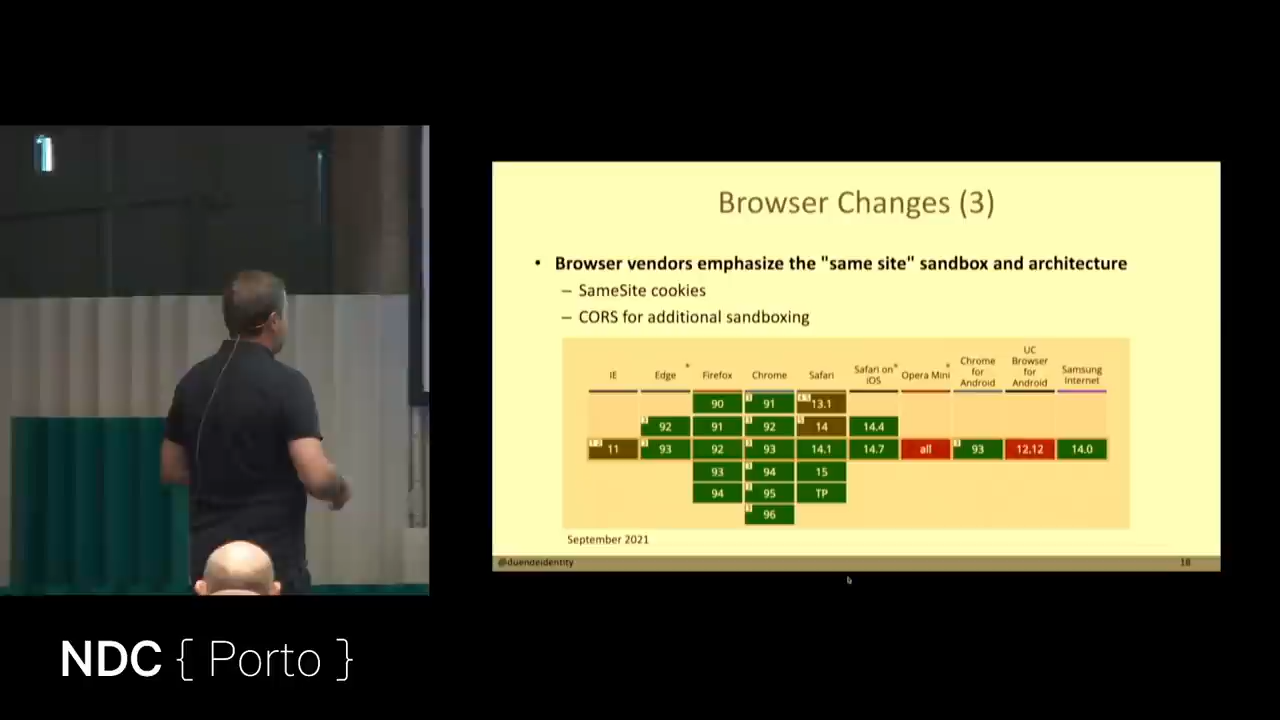 Browser Changes (3)
• Browser vendors emphasize the "same site" sandbox and architecture
– SameSite cookies
– CORS for additional sandboxing
IE Edge * Firefox Chrome Safari Safari on iOS * Opera Mini * Chrome for Android UC Browser for Android Samsung Internet
90 91 13.1
92 91 92 14 14.4
11 93 92 93 14.1 14.7 all 93 12.12 14.0
93 94 15
94 95 TP
96
September 2021
@duendeidentity 18
NDC { Porto }